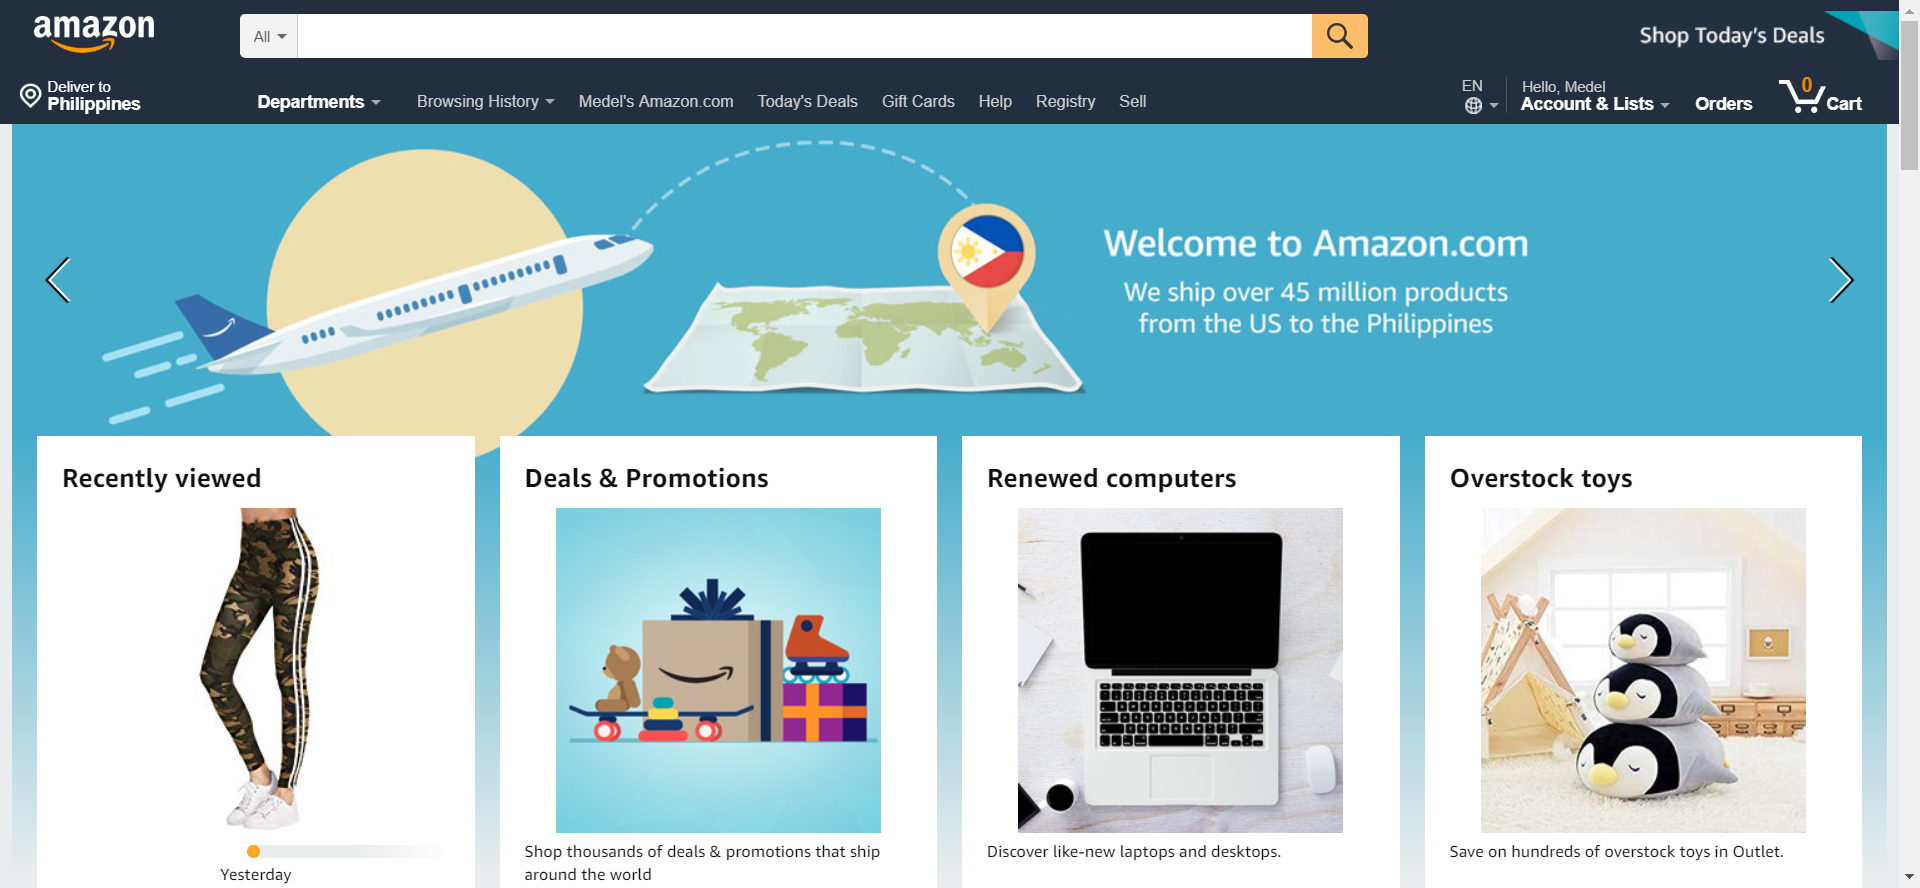 amazon
All
Shop Today's Deals
Deliver to
Philippines
Departments
Browsing History
Medel's Amazon.com
Today's Deals
Gift Cards
Help
Registry
Sell
EN
Hello, Medel
Account & Lists
Orders
0
Cart
Welcome to Amazon.com
We ship over 45 million products
from the US to the Philippines
Recently viewed
Yesterday
Deals & Promotions
Shop thousands of deals & promotions that ship
around the world
Renewed computers
Discover like-new laptops and desktops.
Overstock toys
Save on hundreds of overstock toys in Outlet.